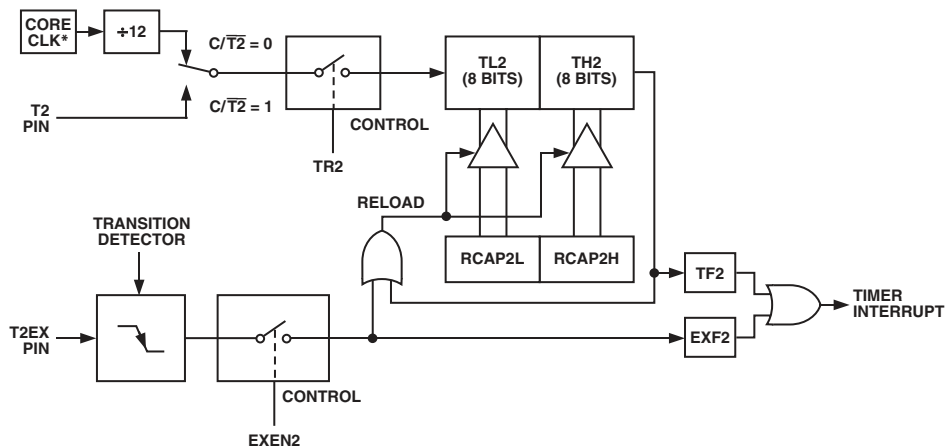 CORE
CLK*
÷12
C/T2 = 0
TL2
(8 BITS)
TH2
(8 BITS)
C/T2 = 1
T2
PIN
CONTROL
TR2
RELOAD
TRANSITION
DETECTOR
RCAP2L
RCAP2H
TF2
TIMER
INTERRUPT
T2EX
PIN
EXF2
CONTROL
EXEN2